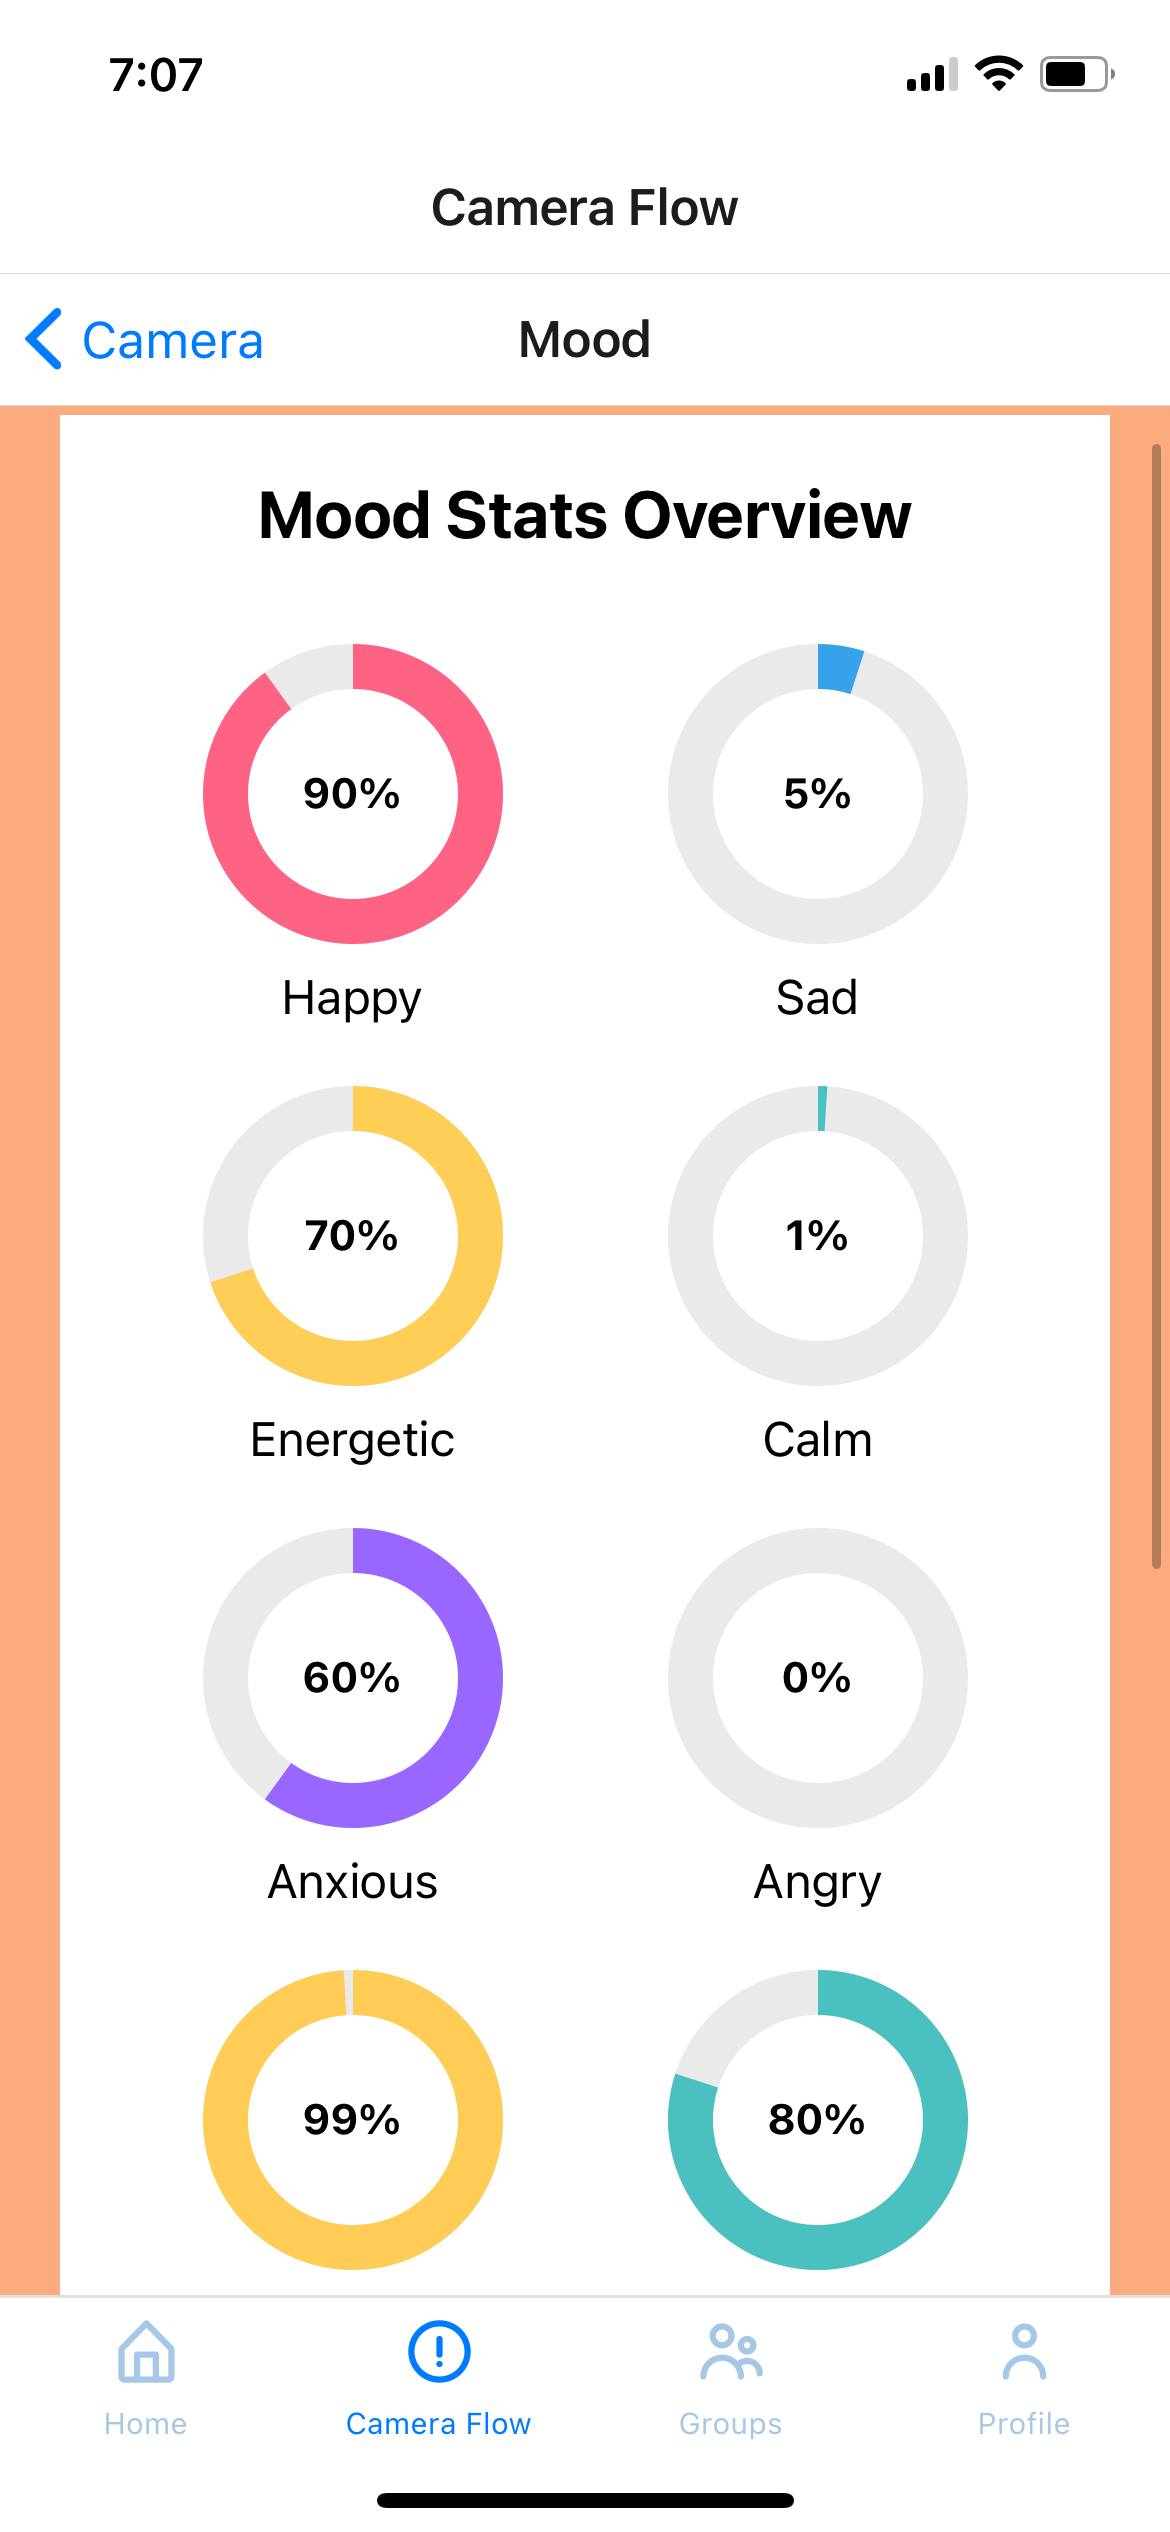 7:07
Camera Flow
Camera
Mood
Mood Stats Overview
90%
5%
Happy
Sad
70%
1%
Energetic
Calm
60%
0%
Anxious
Angry
99%
80%
Home
Camera Flow
Groups
Profile